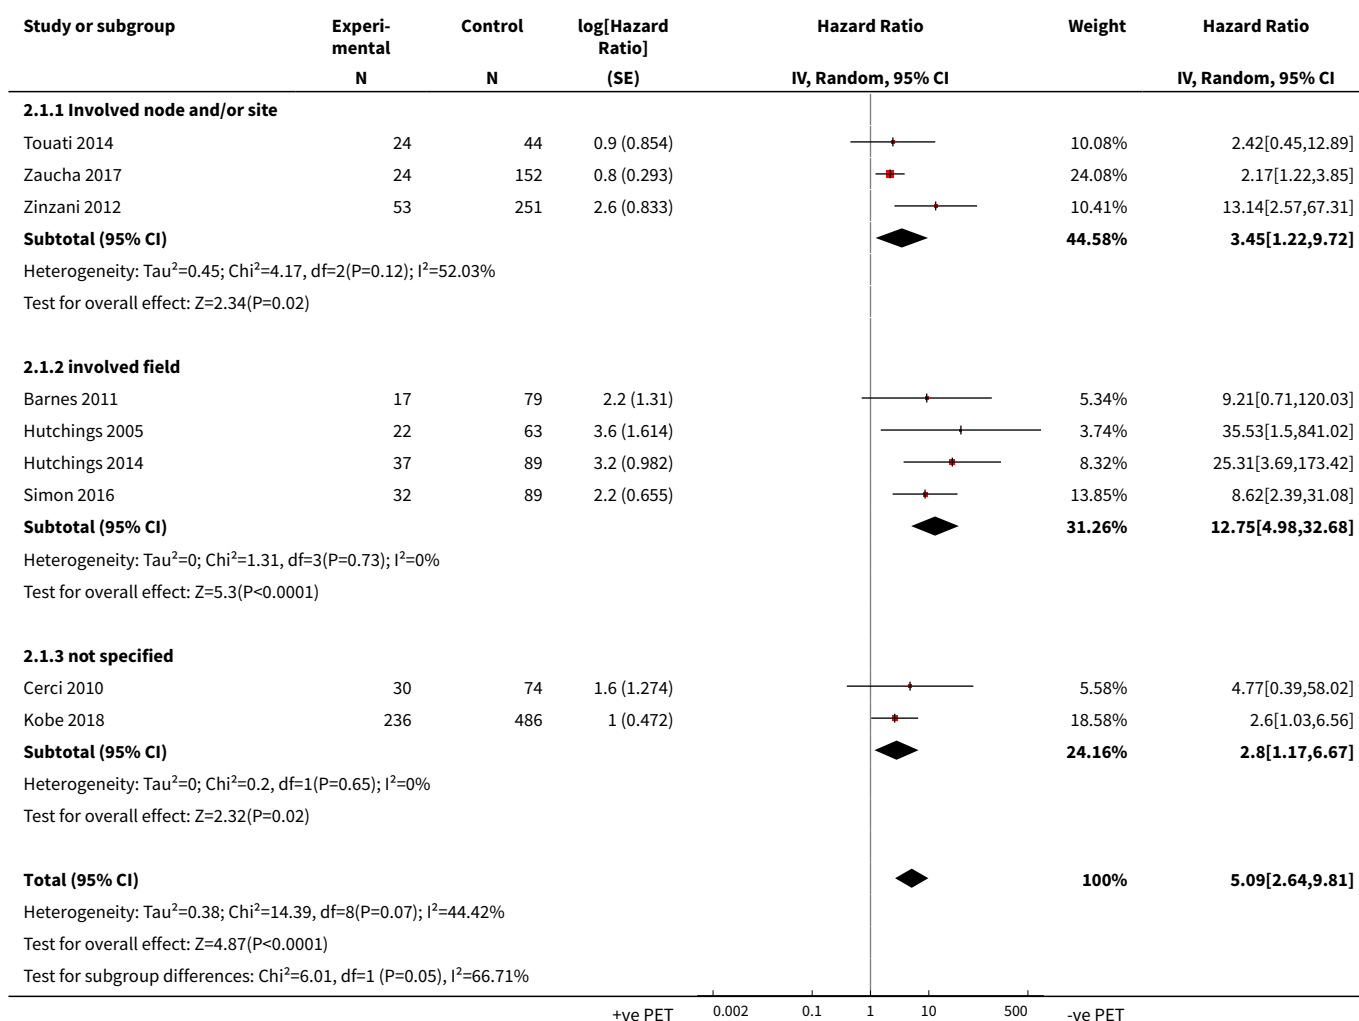 Study or subgroup Experi- Control log[Hazard Hazard Ratio Weight Hazard Ratio
mental Ratio]
N N (SE) IV, Random, 95% CI IV, Random, 95% CI
2.1.1 Involved node and/or site
Touati 2014 24 44 0.9 (0.854) 10.08% 2.42[0.45,12.89]
Zaucha 2017 24 152 0.8 (0.293) 24.08% 2.17[1.22,3.85]
Zinzani 2012 53 251 2.6 (0.833) 10.41% 13.14[2.57,67.31]
Subtotal (95% CI) 44.58% 3.45[1.22,9.72]
Heterogeneity: Tau²=0.45; Chi²=4.17, df=2(P=0.12); I²=52.03%
Test for overall effect: Z=2.34(P=0.02)
2.1.2 involved field
Barnes 2011 17 79 2.2 (1.31) 5.34% 9.21[0.71,120.03]
Hutchings 2005 22 63 3.6 (1.614) 3.74% 35.53[1.5,841.02]
Hutchings 2014 37 89 3.2 (0.982) 8.32% 25.31[3.69,173.42]
Simon 2016 32 89 2.2 (0.655) 13.85% 8.62[2.39,31.08]
Subtotal (95% CI) 31.26% 12.75[4.98,32.68]
Heterogeneity: Tau²=0; Chi²=1.31, df=3(P=0.73); I²=0%
Test for overall effect: Z=5.3(P<0.0001)
2.1.3 not specified
Cerci 2010 30 74 1.6 (1.274) 5.58% 4.77[0.39,58.02]
Kobe 2018 236 486 1 (0.472) 18.58% 2.6[1.03,6.56]
Subtotal (95% CI) 24.16% 2.8[1.17,6.67]
Heterogeneity: Tau²=0; Chi²=0.2, df=1(P=0.65); I²=0%
Test for overall effect: Z=2.32(P=0.02)
Total (95% CI) 100% 5.09[2.64,9.81]
Heterogeneity: Tau²=0.38; Chi²=14.39, df=8(P=0.07); I²=44.42%
Test for overall effect: Z=4.87(P<0.0001)
Test for subgroup differences: Chi²=6.01, df=1 (P=0.05), I²=66.71%
+ve PET 0.002 0.1 1 10 500 -ve PET